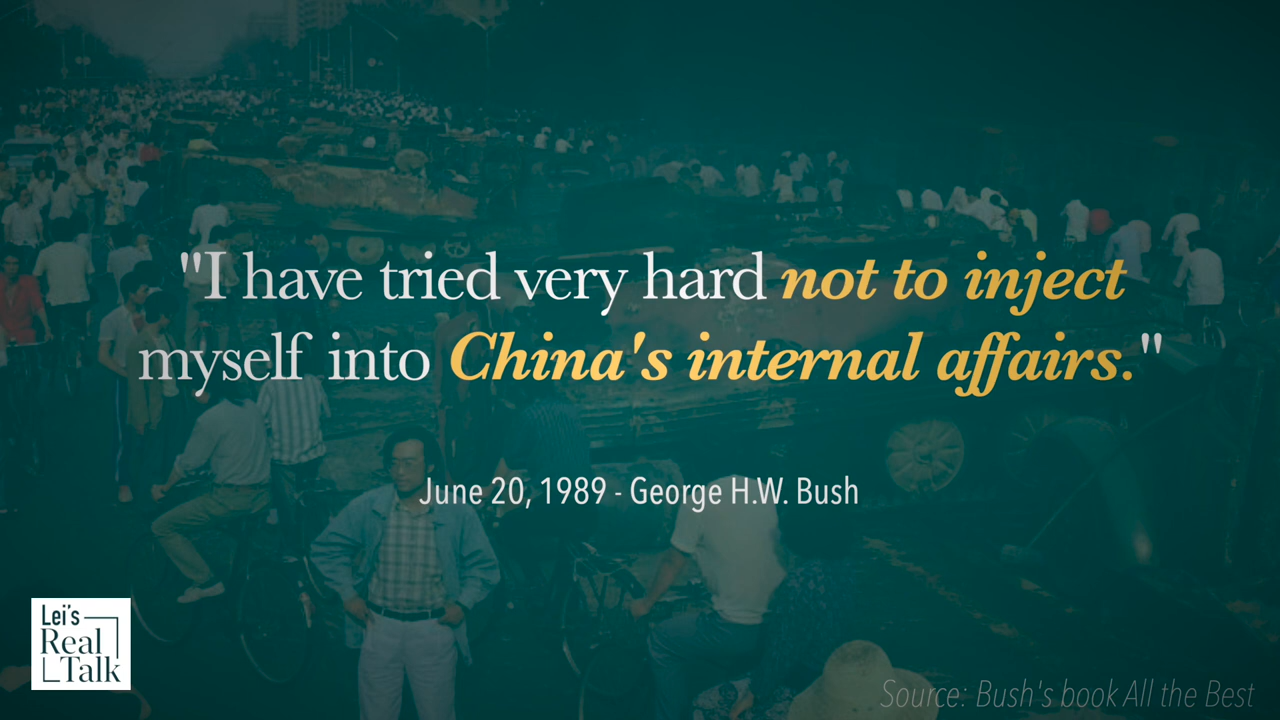 "I have tried very hard not to inject
myself into China's internal affairs."
June 20, 1989 - George H.W. Bush
Lei's
Real
Talk
Source: Bush's book All the Best